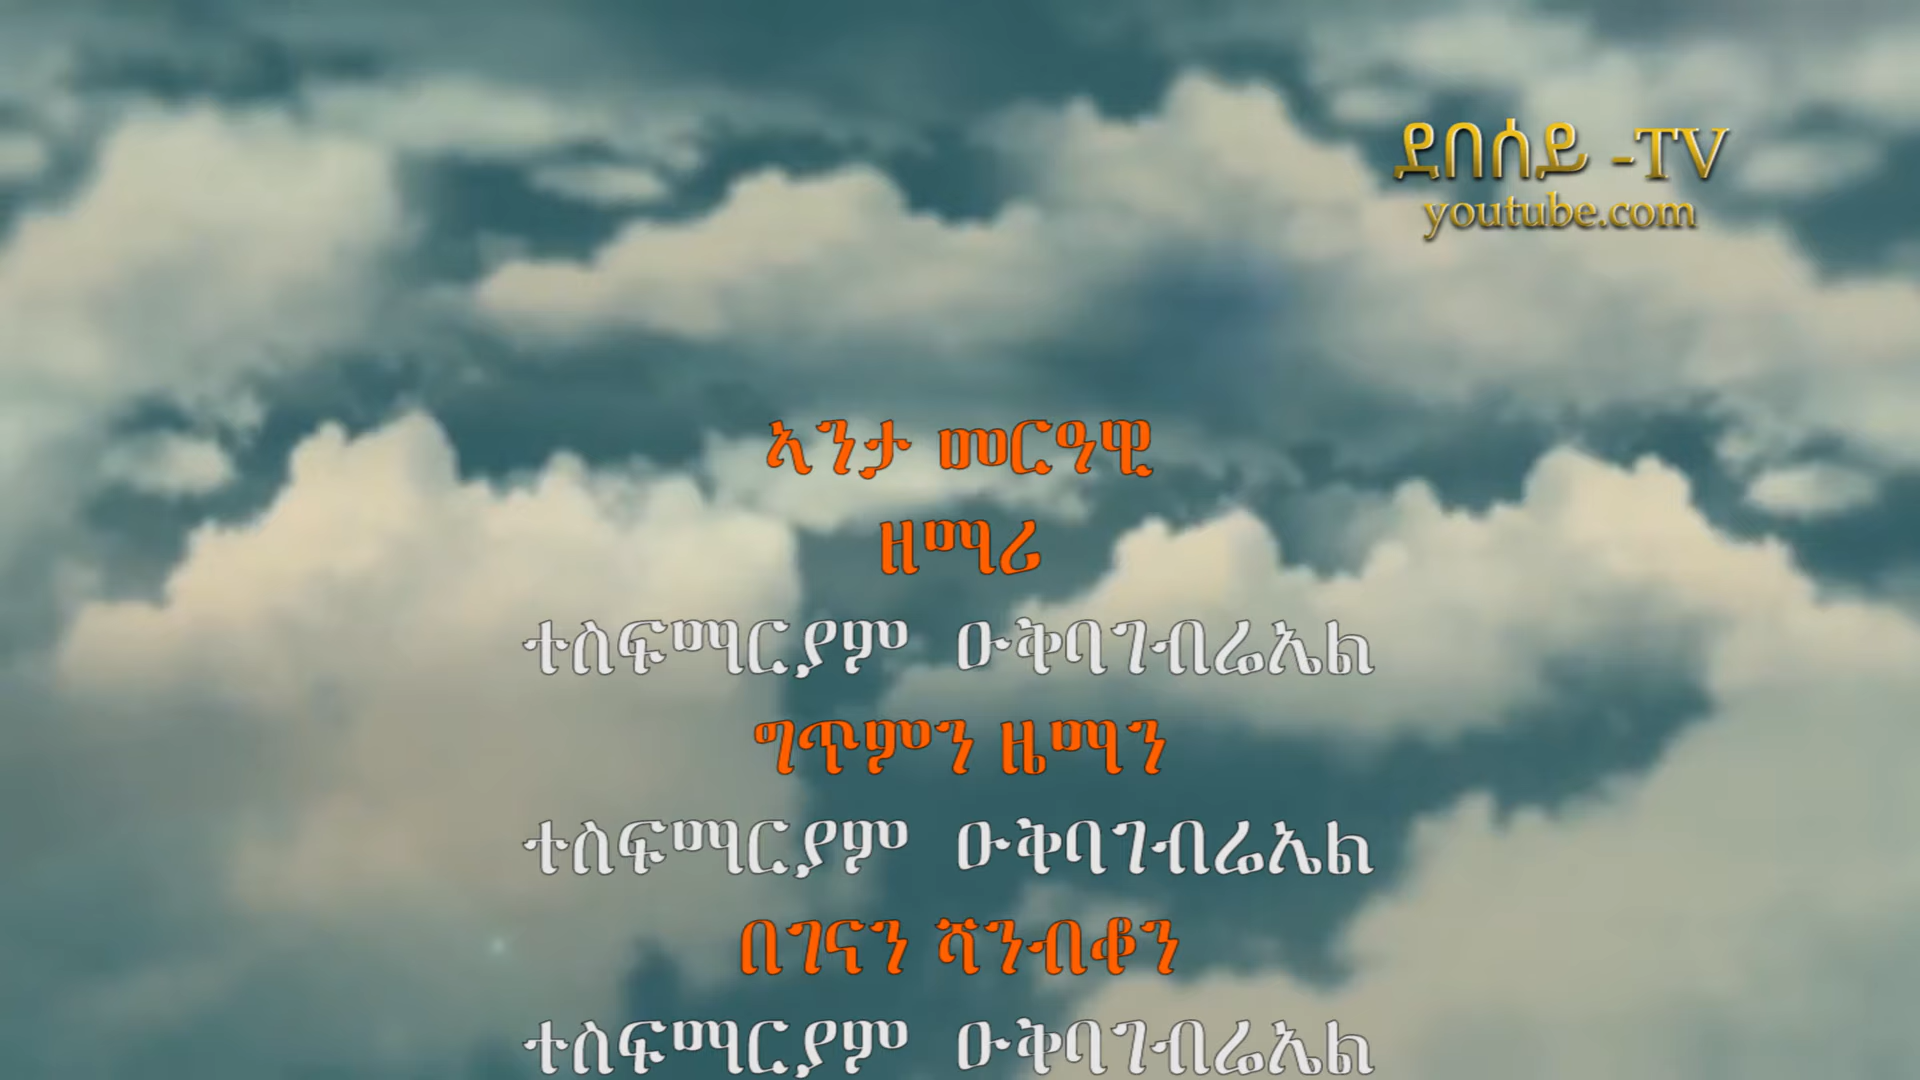 ደበሰይ -TV
youtube.com
ኣንታ መርዓዊ
ዘማሪ
ተስፍማርያም ዑቅባገብሬኤል
ግጥምን ዜማን
ተስፍማርያም ዑቅባገብሬኤል
በገናን ሻንብቆን
ተስፍማርያም ዑቅባገብሬኤል